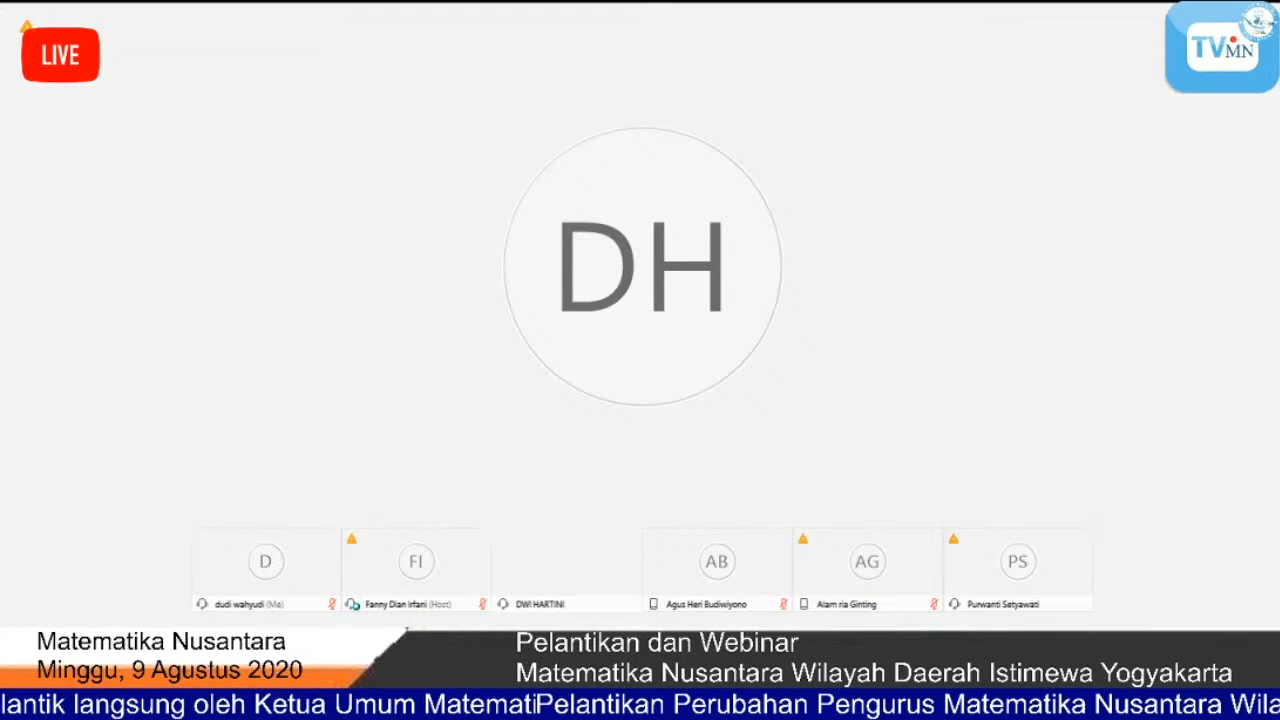 LIVE
TVMN
DH
D
FI
AB
AG
PS
dudi wahyudi (Me)
Fanny Dian Irfani (Host)
DWI HARTINI
Agus Heri Budiwiyono
Alam ria Ginting
Purwanti Setyawati
Matematika Nusantara
Minggu, 9 Agustus 2020
Pelantikan dan Webinar
Matematika Nusantara Wilayah Daerah Istimewa Yogyakarta
lantik langsung oleh Ketua Umum Matemati
Pelantikan Perubahan Pengurus Matematika Nusantara Wila